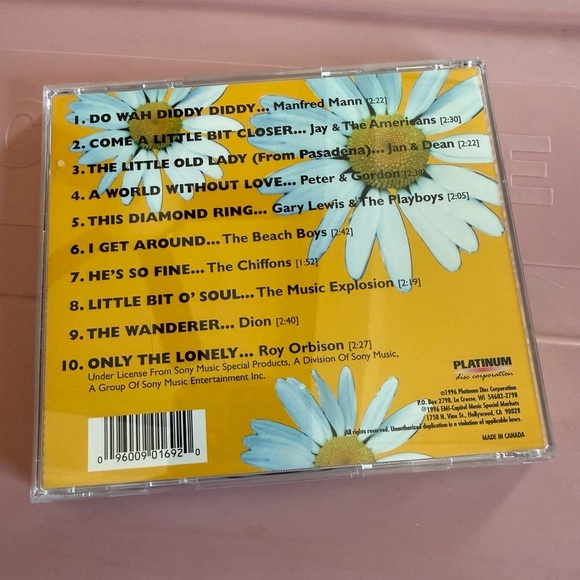 1. DO WAH DIDDY DIDDY... Manfred Mann [2:22]
2. COME A LITTLE BIT CLOSER... Jay & The Americans [2:30]
3. THE LITTLE OLD LADY (From Pasadena)... Jan & Dean [2:22]
4. A WORLD WITHOUT LOVE... Peter & Gordon [2:38]
5. THIS DIAMOND RING... Gary Lewis & The Playboys [2:05]
6. I GET AROUND... The Beach Boys [2:42]
7. HE'S SO FINE... The Chiffons [1:52]
8. LITTLE BIT O' SOUL... The Music Explosion [2:19]
9. THE WANDERER... Dion [2:40]
10. ONLY THE LONELY... Roy Orbison [2:27]
Under License From Sony Music Special Products, A Division Of Sony Music,
A Group Of Sony Music Entertainment Inc.
PLATINUM
disc corporation
©1996 Platinum Disc Corporation
P.O. Box 2798, La Crosse, WI 54602-2798
℗1996 EMI-Capitol Music Special Markets
1750 N. Vine St., Hollywood, CA 90028
All rights reserved. Unauthorized duplication is a violation of applicable laws.
MADE IN CANADA
0 96009 01692 0